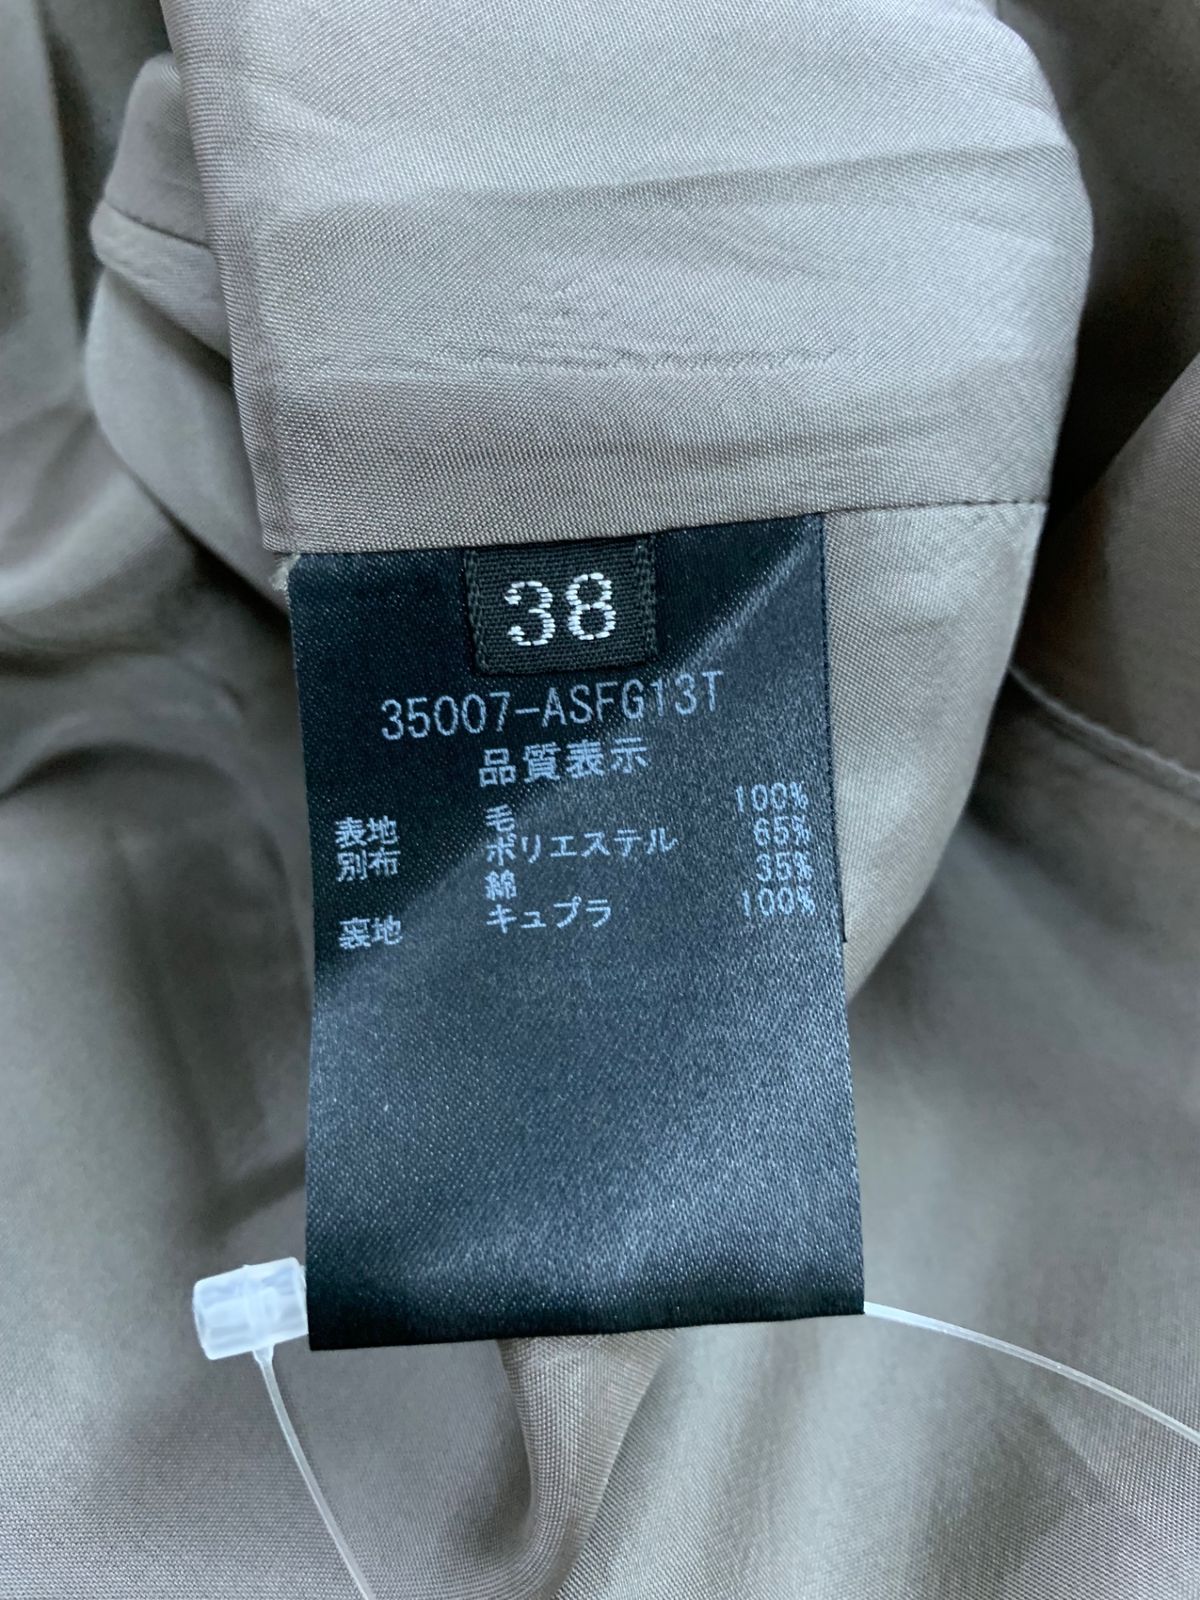 38
35007-ASFG13T
品質表示
表地 毛 100%
別布 ポリエステル 65%
綿 35%
裏地 キュプラ 100%